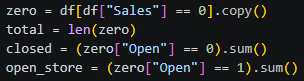 zero = df[df["Sales"] == 0].copy()
total = len(zero)
closed = (zero["Open"] == 0).sum()
open_store = (zero["Open"] == 1).sum()